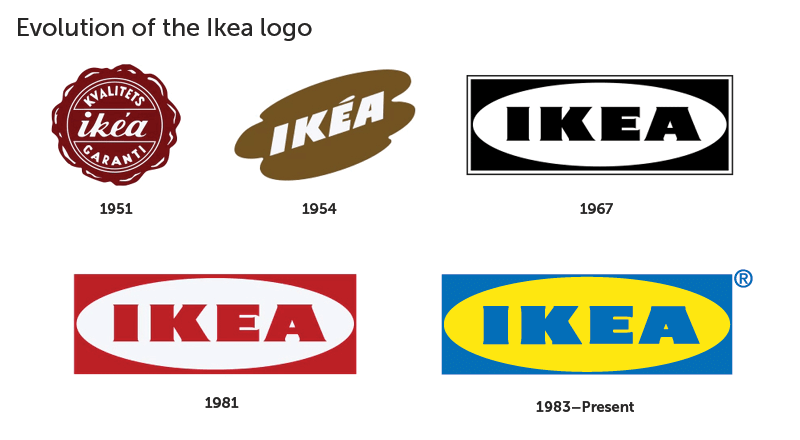 Evolution of the Ikea logo
KVALITETS
ikéa
GARANTI
IKÉA
IKEA
1951
1954
1967
IKEA
IKEA
®
1981
1983–Present